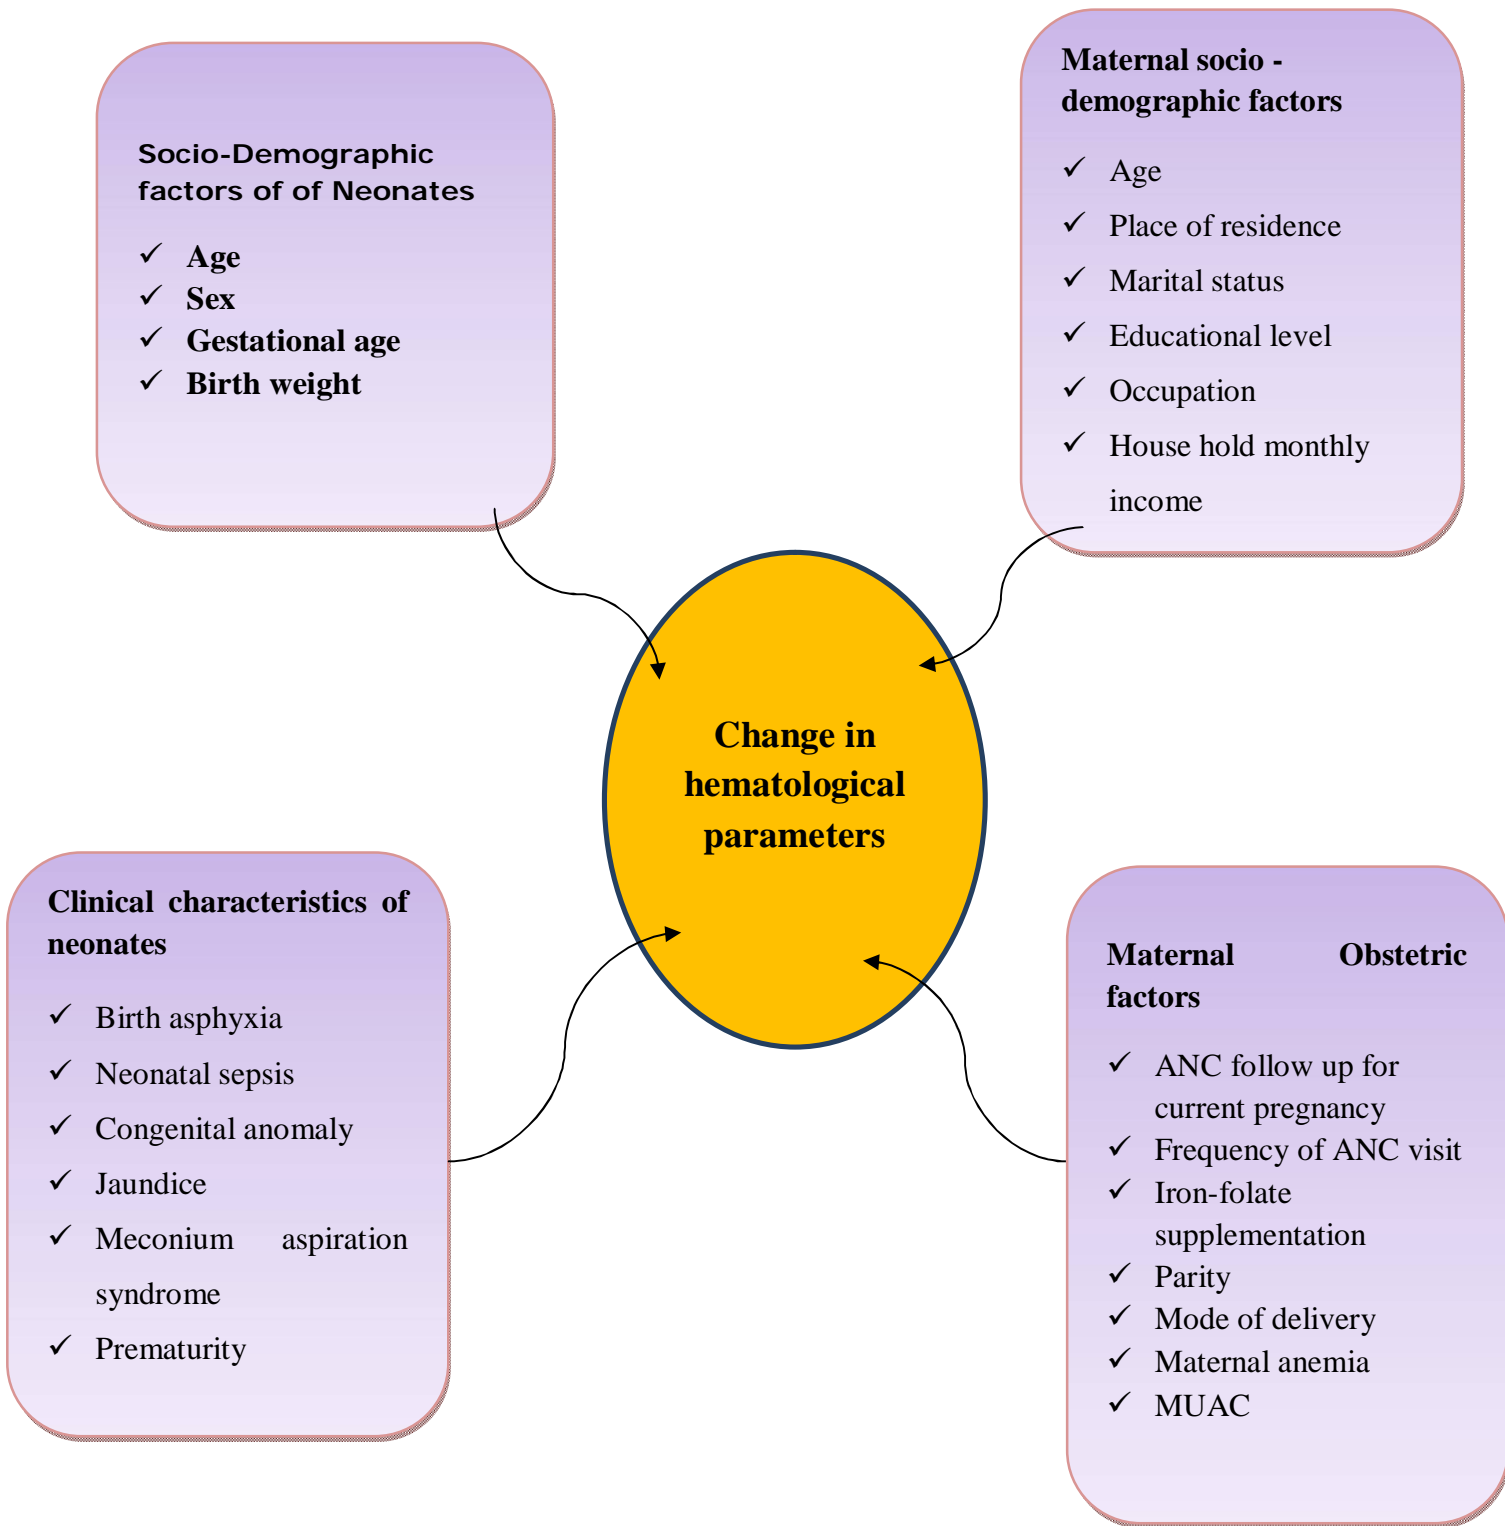 Socio-Demographic
factors of of Neonates
✓ Age
✓ Sex
✓ Gestational age
✓ Birth weight
Maternal socio -
demographic factors
✓ Age
✓ Place of residence
✓ Marital status
✓ Educational level
✓ Occupation
✓ House hold monthly
income
Change in
hematological
parameters
Clinical characteristics of
neonates
✓ Birth asphyxia
✓ Neonatal sepsis
✓ Congenital anomaly
✓ Jaundice
✓ Meconium aspiration
syndrome
✓ Prematurity
Maternal Obstetric
factors
✓ ANC follow up for
current pregnancy
✓ Frequency of ANC visit
✓ Iron-folate
supplementation
✓ Parity
✓ Mode of delivery
✓ Maternal anemia
✓ MUAC